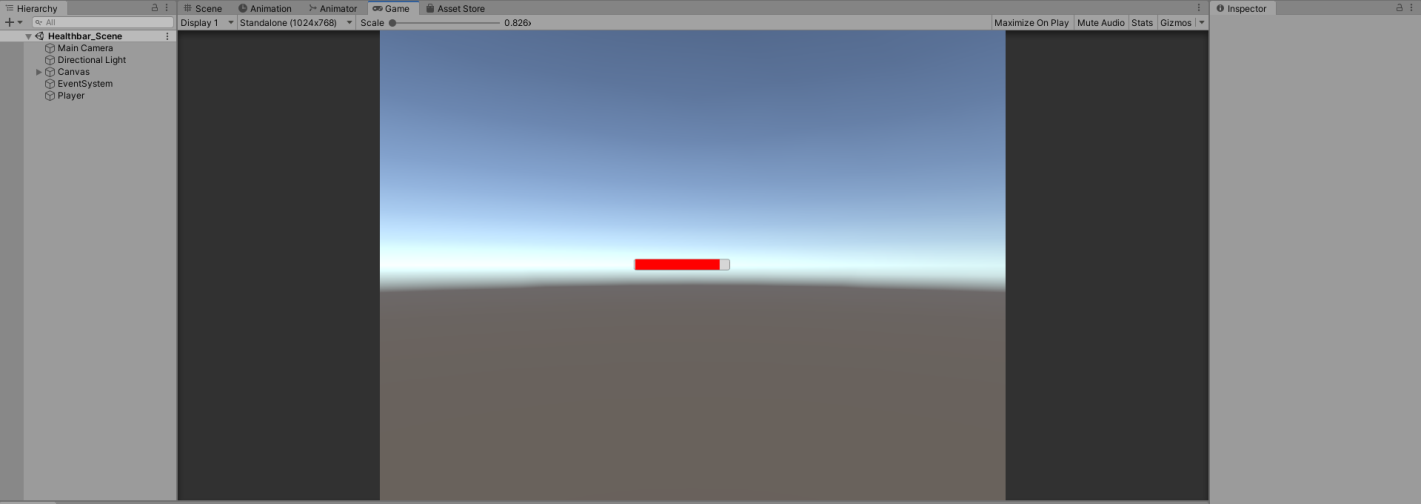 Hierarchy
All
Healthbar_Scene
Main Camera
Directional Light
Canvas
EventSystem
Player
Scene Animation Animator Game Asset Store
Display 1 Standalone (1024x768) Scale 0.826x Maximize On Play Mute Audio Stats Gizmos
Inspector